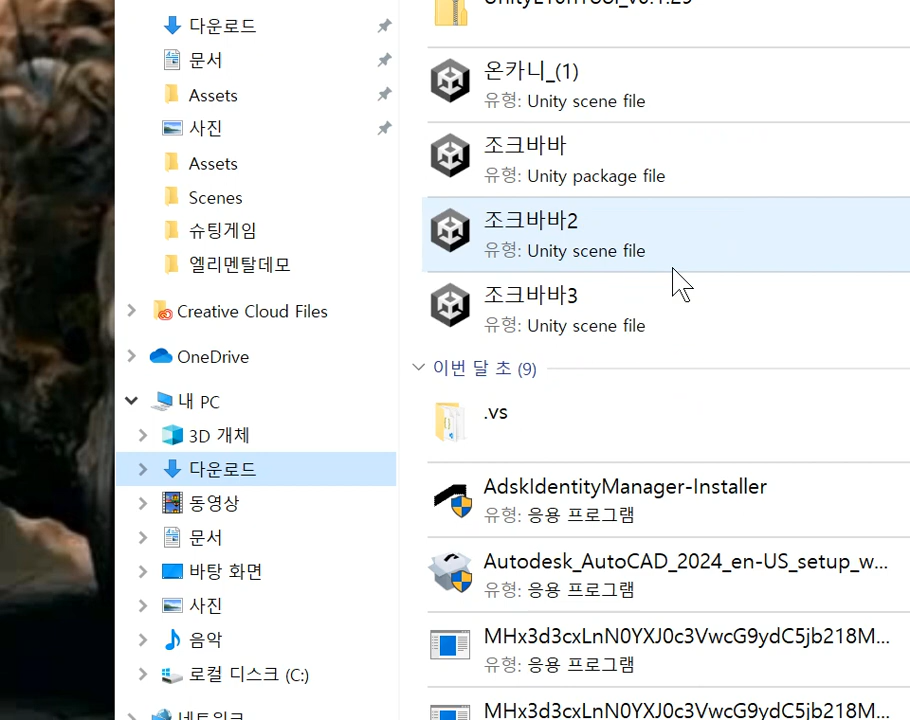 다운로드
문서
Assets
사진
Assets
Scenes
슈팅게임
엘리멘탈데모
Creative Cloud Files
OneDrive
내 PC
3D 개체
다운로드
동영상
문서
바탕 화면
사진
음악
로컬 디스크 (C:)
네트워크
온카니_(1)
유형: Unity scene file
조크바바
유형: Unity package file
조크바바2
유형: Unity scene file
조크바바3
유형: Unity scene file
이번 달 초 (9)
.vs
AdskIdentityManager-Installer
유형: 응용 프로그램
Autodesk_AutoCAD_2024_en-US_setup_w...
유형: 응용 프로그램
MHx3d3cxLnN0YXJ0c3VwcG9ydC5jb218M...
유형: 응용 프로그램
MHx3d3cxLnN0YXJ0c3VwcG9ydC5jb218M...